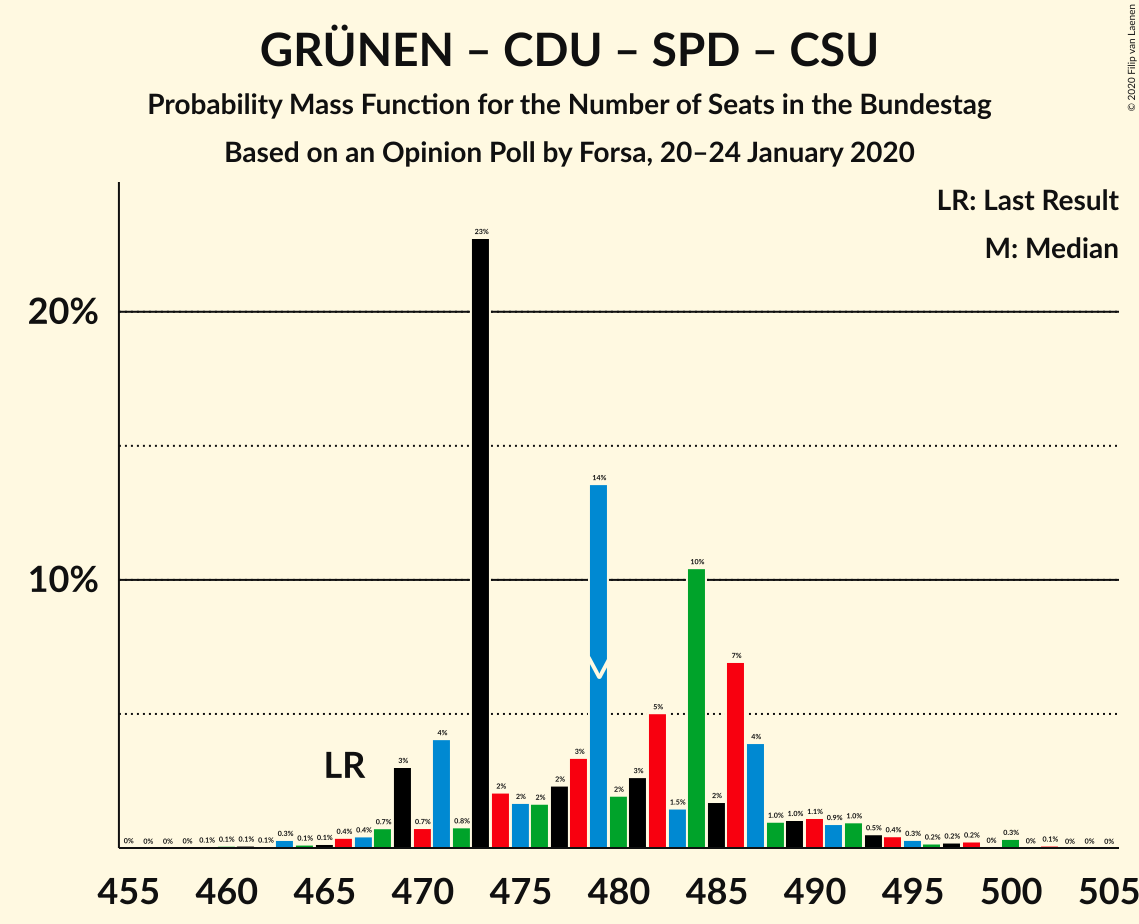 GRÜNEN – CDU – SPD – CSU
Probability Mass Function for the Number of Seats in the Bundestag
Based on an Opinion Poll by Forsa, 20–24 January 2020
© 2020 Filip van Laenen
LR: Last Result
M: Median
20%
10%
LR
0% 0% 0% 0% 0.1% 0.1% 0.1% 0.1% 0.3% 0.1% 0.1% 0.4% 0.4% 0.7% 3% 0.7% 4% 0.8% 23% 2% 2% 2% 2% 3% 14% 2% 3% 5% 1.5% 10% 2% 7% 4% 1.0% 1.0% 1.1% 0.9% 1.0% 0.5% 0.4% 0.3% 0.2% 0.2% 0.2% 0% 0.3% 0% 0.1% 0% 0% 0%
M
455 460 465 470 475 480 485 490 495 500 505